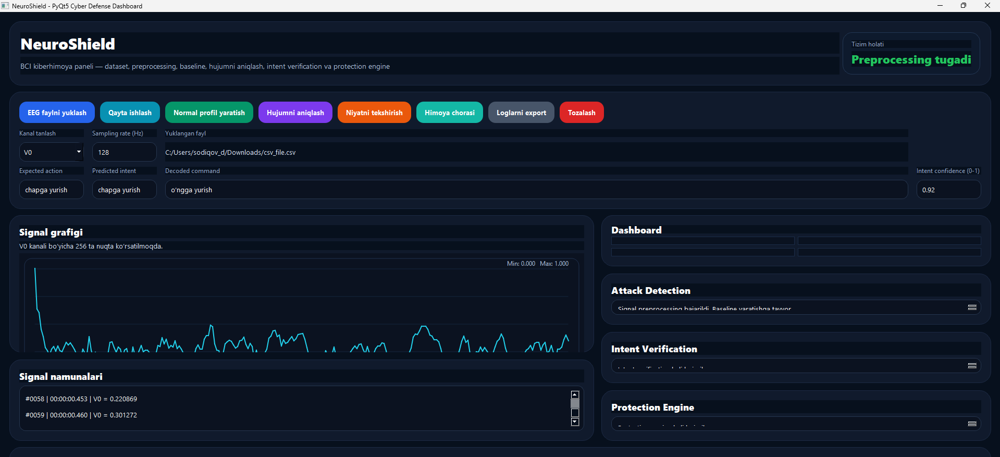 NeuroShield - PyQt5 Cyber Defense Dashboard
NeuroShield
BCI kiberhimoya paneli — dataset, preprocessing, baseline, hujumni aniqlash, intent verification va protection engine
Tizim holati
Preprocessing tugadi
EEG faylni yuklash
Qayta ishlash
Normal profil yaratish
Hujumni aniqlash
Niyatni tekshirish
Himoya chorasi
Loglarni export
Tozalash
Kanal tanlash
Sampling rate (Hz)
Yuklangan fayl
V0
128
C:/Users/sodiqov_d/Downloads/csv_file.csv
Expected action
Predicted intent
Decoded command
Intent confidence (0-1)
chapga yurish
chapga yurish
o‘ngga yurish
0.92
Signal grafigi
V0 kanali bo‘yicha 256 ta nuqta ko‘rsatilmoqda.
Min: 0.000 Max: 1.000
Signal namunalari
#0058 | 00:00:00.453 | V0 = 0.220869
#0059 | 00:00:00.460 | V0 = 0.301272
Dashboard
Attack Detection
Signal preprocessing bajarildi. Baseline yaratishga tayyor
Intent Verification
Protection Engine